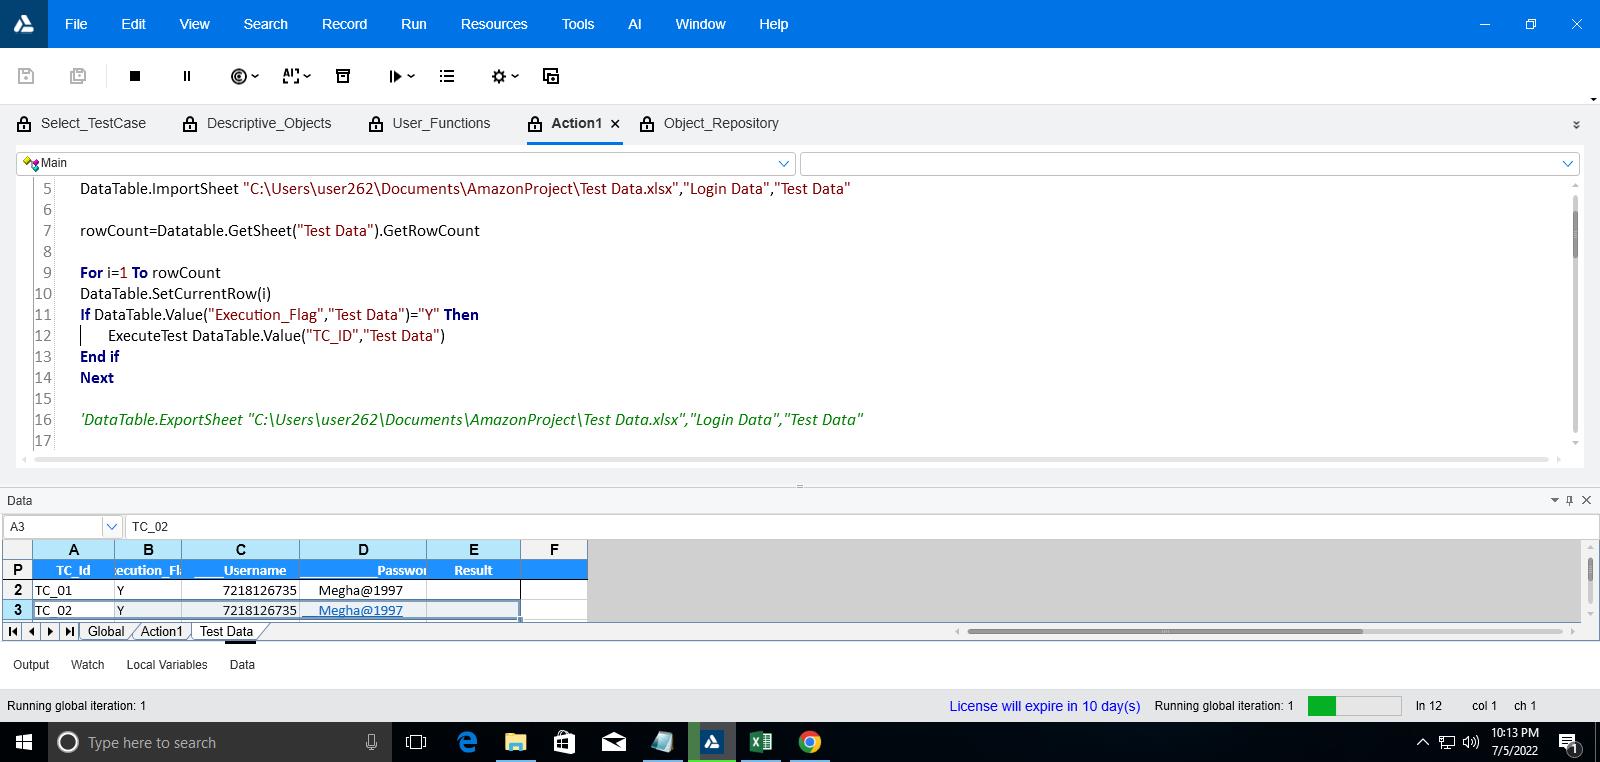 File Edit View Search Record Run Resources Tools AI Window Help
Select_TestCase Descriptive_Objects User_Functions Action1 Object_Repository
Main
5 DataTable.ImportSheet "C:\Users\user262\Documents\AmazonProject\Test Data.xlsx","Login Data","Test Data"
6
7 rowCount=Datatable.GetSheet("Test Data").GetRowCount
8
9 For i=1 To rowCount
10 DataTable.SetCurrentRow(i)
11 If DataTable.Value("Execution_Flag","Test Data")="Y" Then
12 ExecuteTest DataTable.Value("TC_ID","Test Data")
13 End if
14 Next
15
16 'DataTable.ExportSheet "C:\Users\user262\Documents\AmazonProject\Test Data.xlsx","Login Data","Test Data"
17
Data
A3 TC_02
A B C D E F
P TC_Id ecution_Fl ____Username _________Passwor Result
2 TC_01 Y 7218126735 Megha@1997
3 TC_02 Y 7218126735 Megha@1997
Global Action1 Test Data
Output Watch Local Variables Data
Running global iteration: 1 License will expire in 10 day(s) Running global iteration: 1 ln 12 col 1 ch 1
Type here to search
10:13 PM
7/5/2022
1